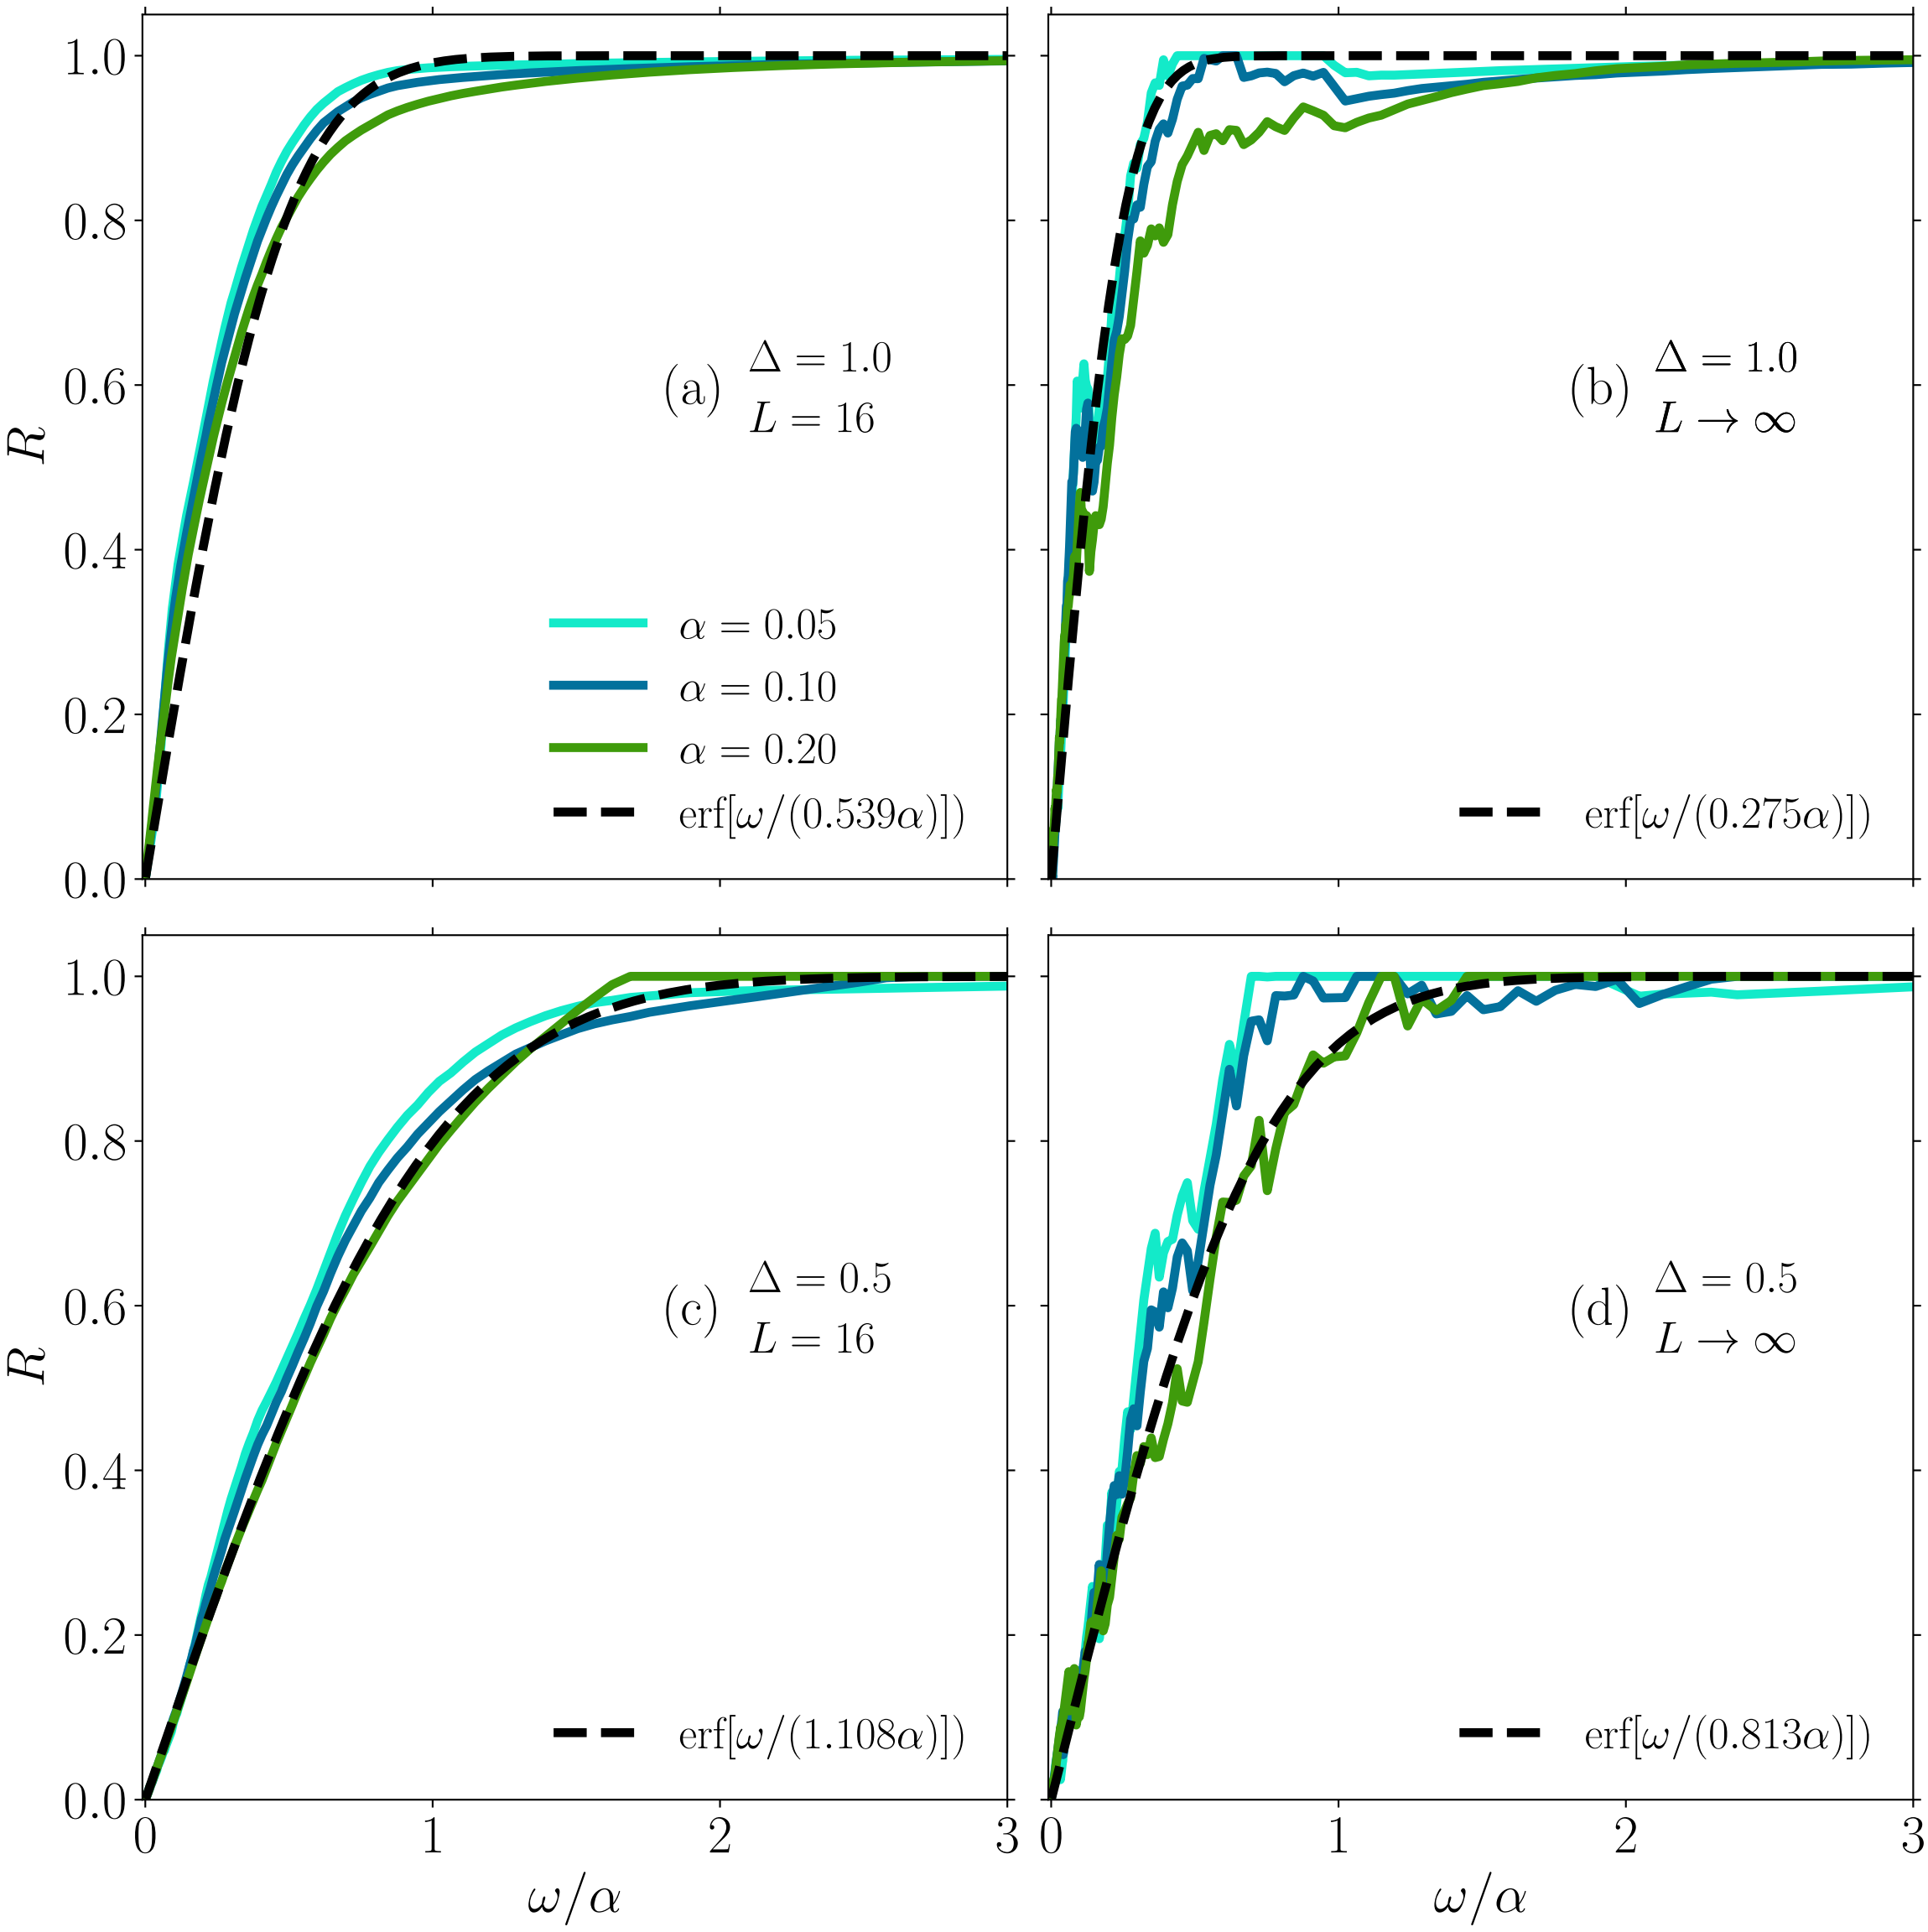 1.0
0.8
0.6
0.4
0.2
0.0
R
(a) Δ = 1.0
L = 16
α = 0.05
α = 0.10
α = 0.20
erf[ω/(0.539α)])
(b) Δ = 1.0
L → ∞
erf[ω/(0.275α)])
1.0
0.8
0.6
0.4
0.2
0.0
R
(c) Δ = 0.5
L = 16
erf[ω/(1.108α)])
0 1 2 3
ω/α
(d) Δ = 0.5
L → ∞
erf[ω/(0.813α)])
0 1 2 3
ω/α